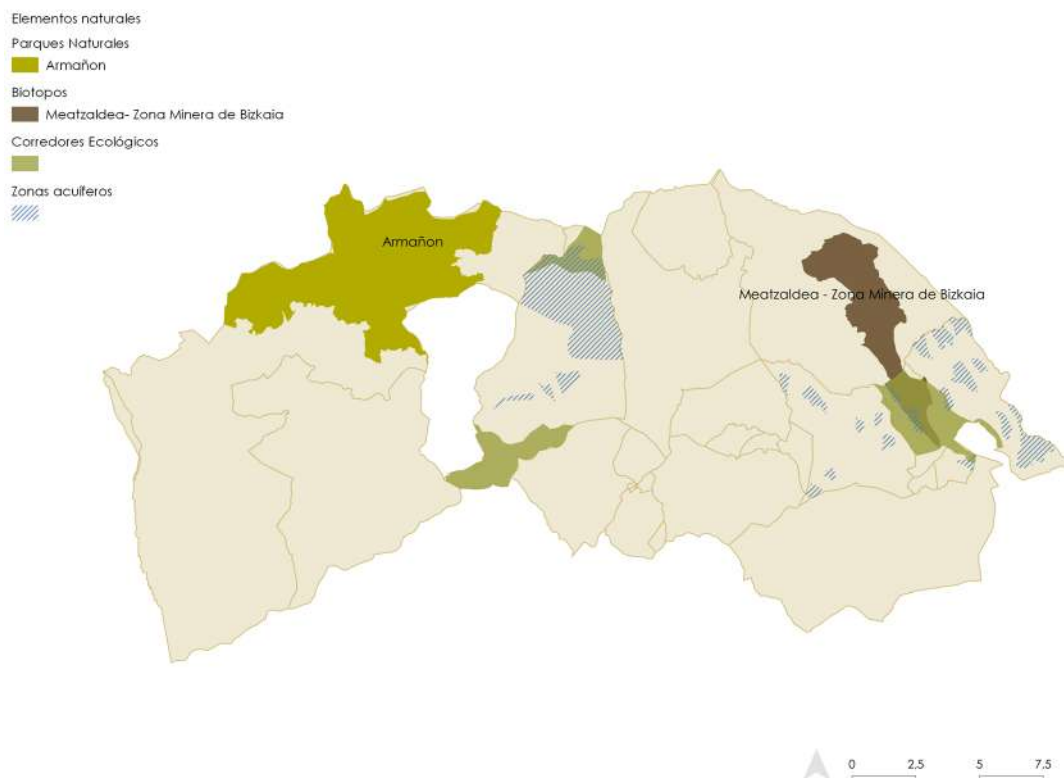 Elementos naturales
Parques Naturales
Armañon
Biotopos
Meatzaldea- Zona Minera de Bizkaia
Corredores Ecológicos
Zonas acuíferos
Armañon
Meatzaldea - Zona Minera de Bizkaia
0 2,5 5 7,5